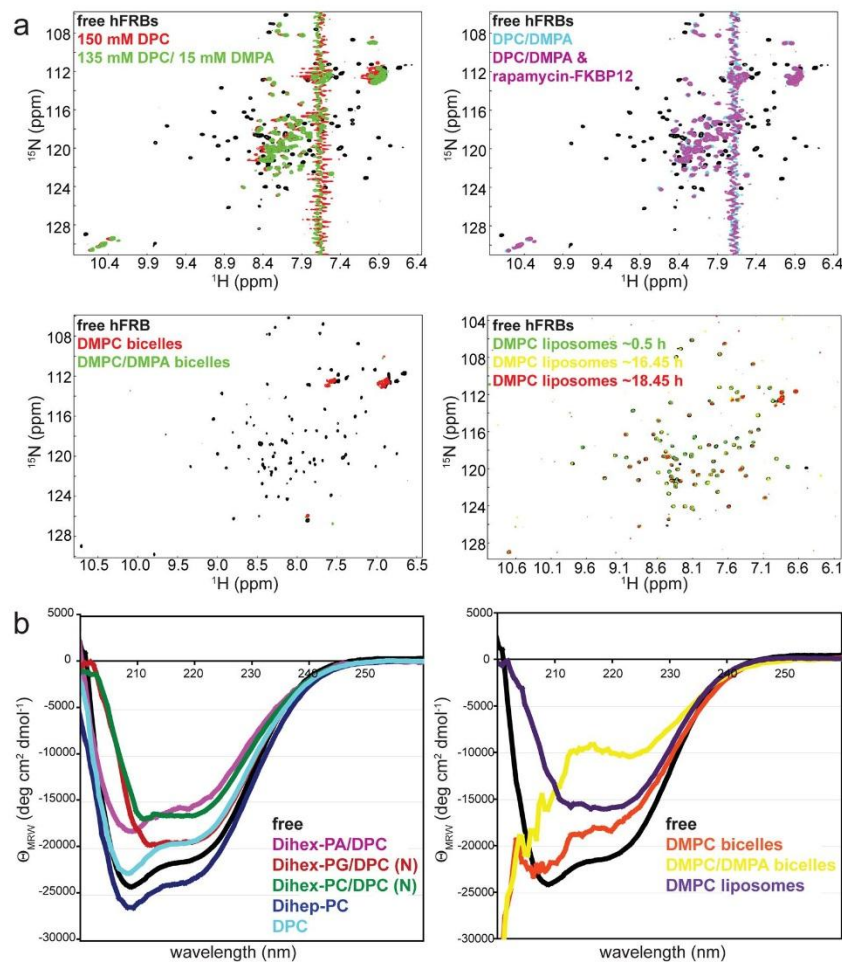 a
free hFRBs
150 mM DPC
135 mM DPC/ 15 mM DMPA
108
112
116
120
124
128
¹⁵N (ppm)
10.4 9.9 9.4 8.9 8.4 7.9 7.4 6.9 6.4
¹H (ppm)
free hFRBs
DPC/DMPA
DPC/DMPA &
rapamycin-FKBP12
108
112
116
120
124
128
¹⁵N (ppm)
10.4 9.9 9.4 8.9 8.4 7.9 7.4 6.9 6.4
¹H (ppm)
free hFRB
DMPC bicelles
DMPC/DMPA bicelles
108
112
116
120
124
128
¹⁵N (ppm)
10.5 10.0 9.5 9.0 8.5 8.0 7.5 7.0 6.5 6.0
¹H (ppm)
free hFRBs
DMPC liposomes ~0.5 h
DMPC liposomes ~16.45 h
DMPC liposomes ~18.45 h
104
108
112
116
120
124
128
¹⁵N (ppm)
10.6 10.1 9.6 9.1 8.6 8.1 7.6 7.1 6.6 6.1
¹H (ppm)
b
5000
0
-5000
-10000
-15000
-20000
-25000
-30000
ΘMRW (deg cm² dmol⁻¹)
210 220 230 240 250
free
Dihex-PA/DPC
Dihex-PG/DPC (N)
Dihex-PC/DPC (N)
Dihep-PC
DPC
wavelength (nm)
5000
0
-5000
-10000
-15000
-20000
-25000
-30000
ΘMRW (deg cm² dmol⁻¹)
210 220 230 240 250
free
DMPC bicelles
DMPC/DMPA bicelles
DMPC liposomes
wavelength (nm)